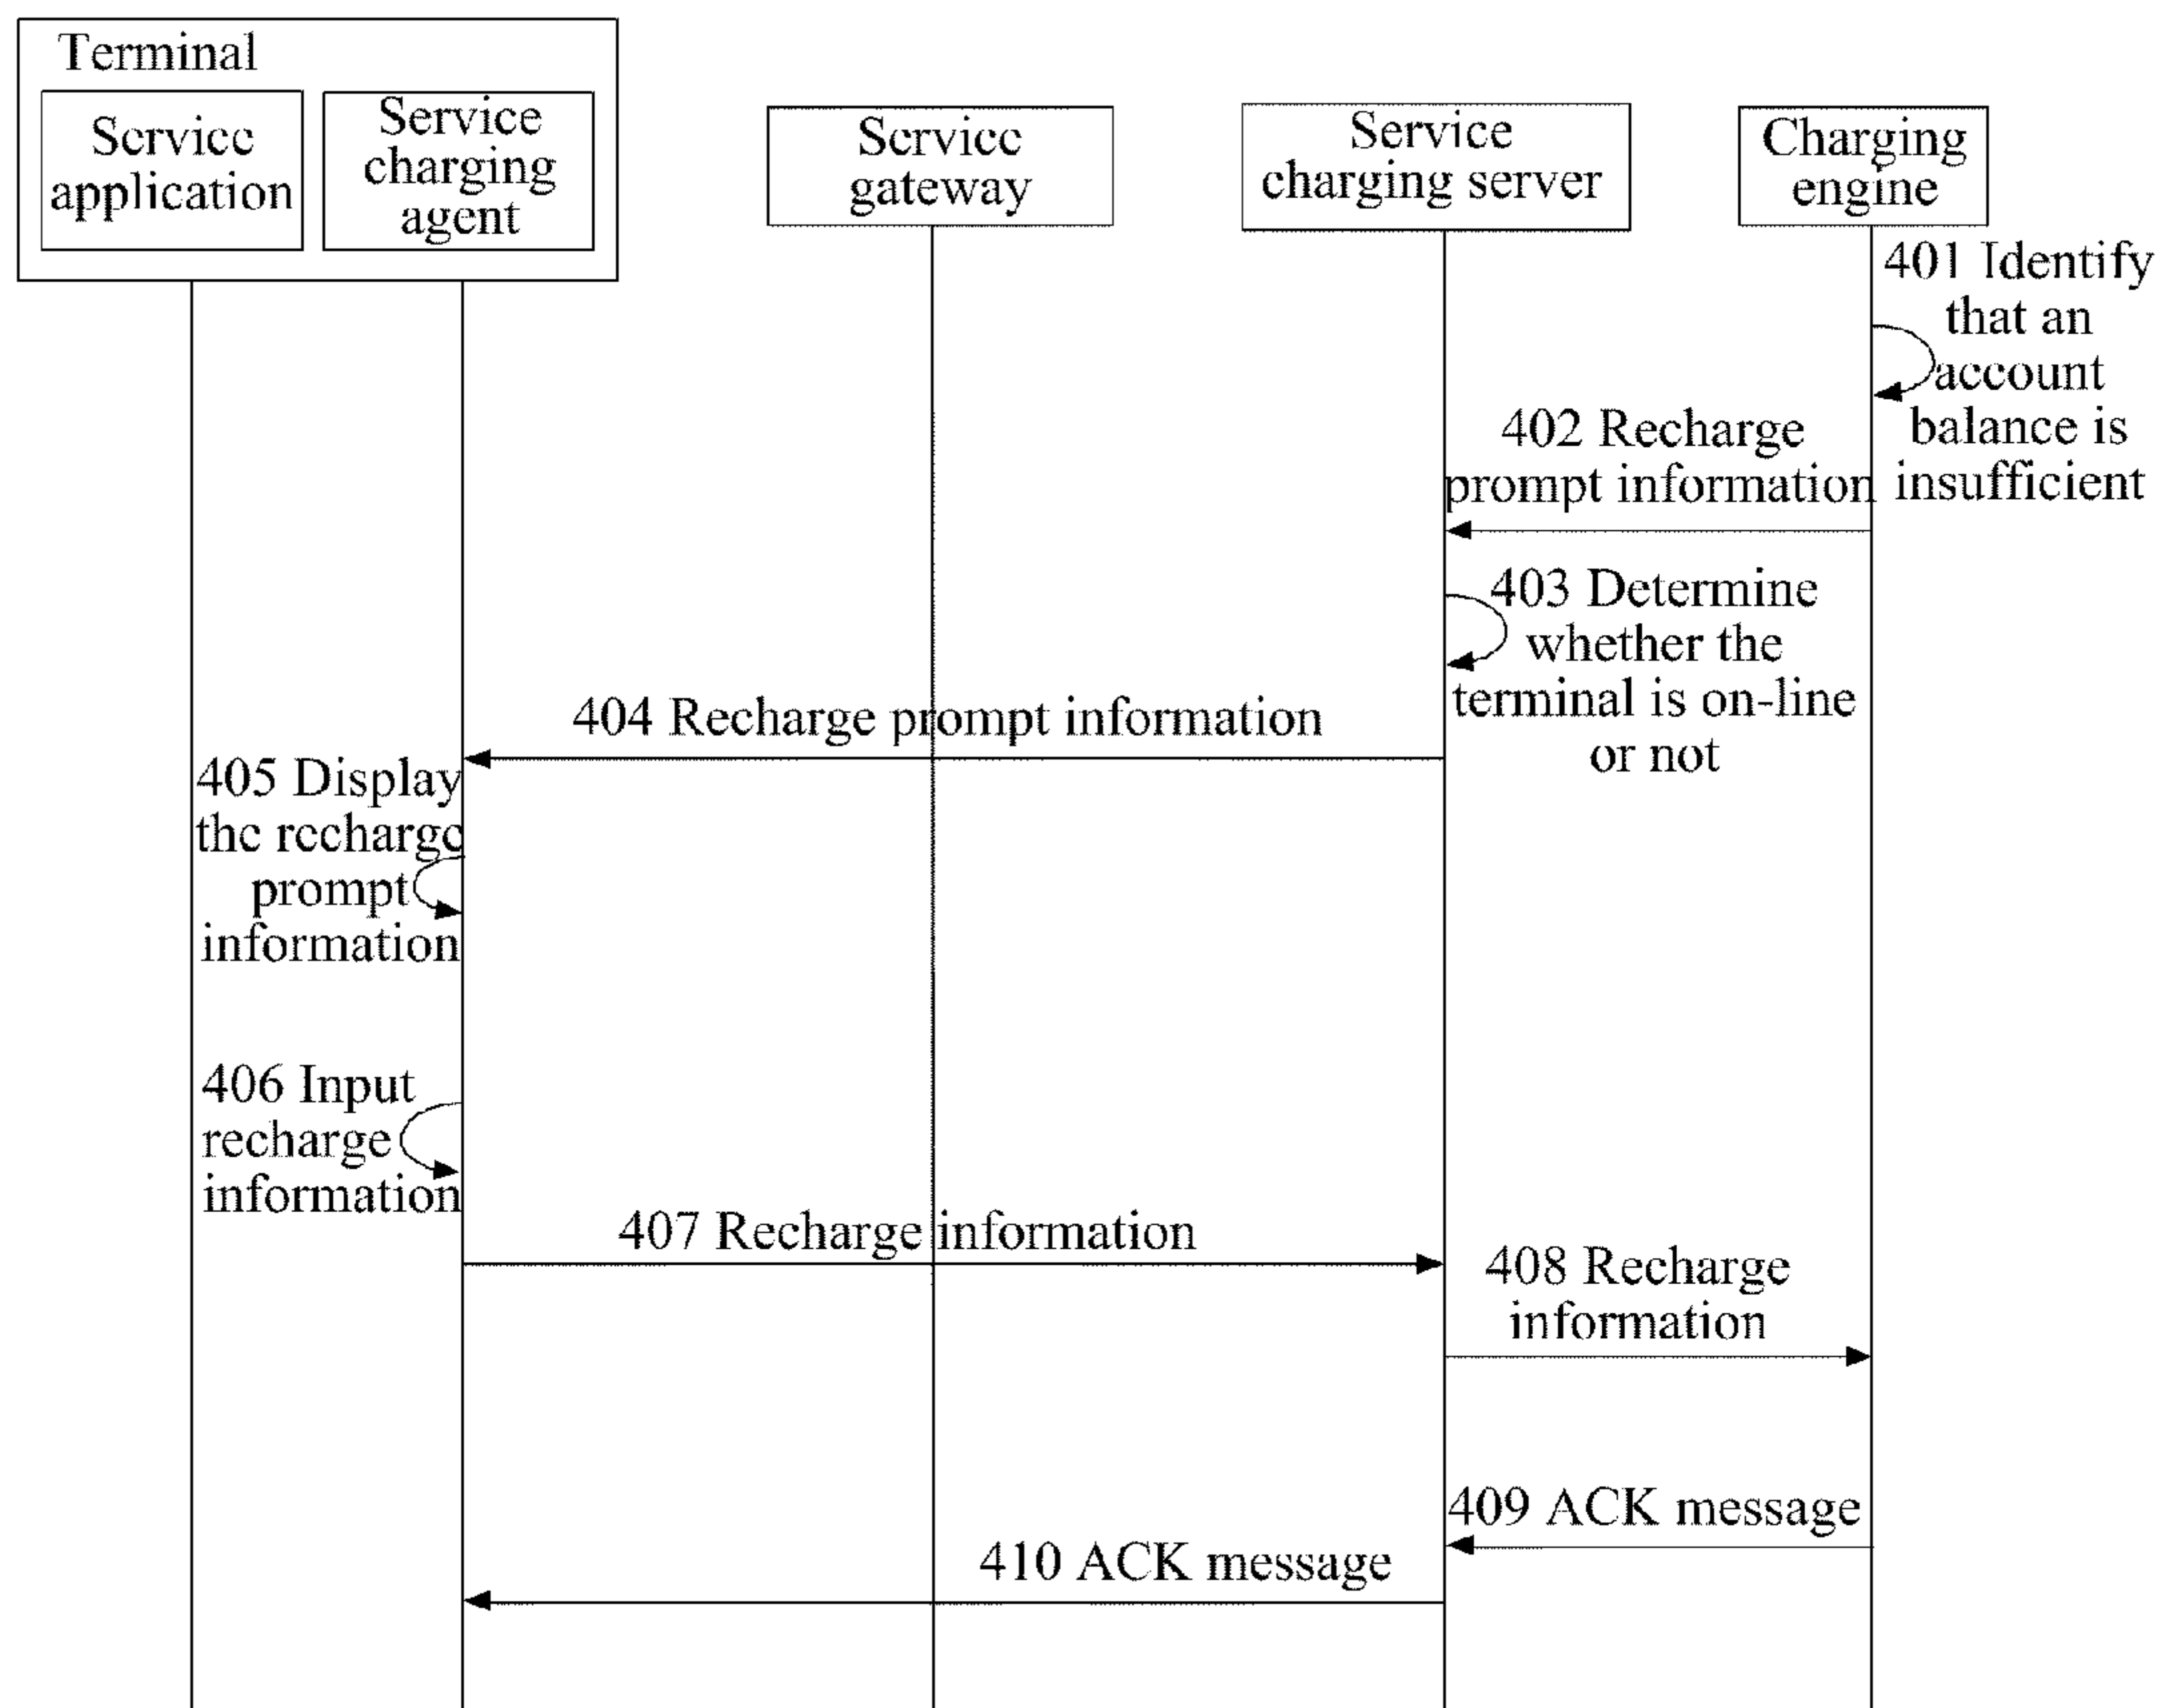 Terminal
Service
application
Service
charging
agent
Service
gateway
Service
charging server
Charging
engine
401 Identify
that an
account
balance is
insufficient
402 Recharge
prompt information
403 Determine
whether the
terminal is on-line
or not
404 Recharge prompt information
405 Display
the recharge
prompt
information
406 Input
recharge
information
407 Recharge information
408 Recharge
information
409 ACK message
410 ACK message